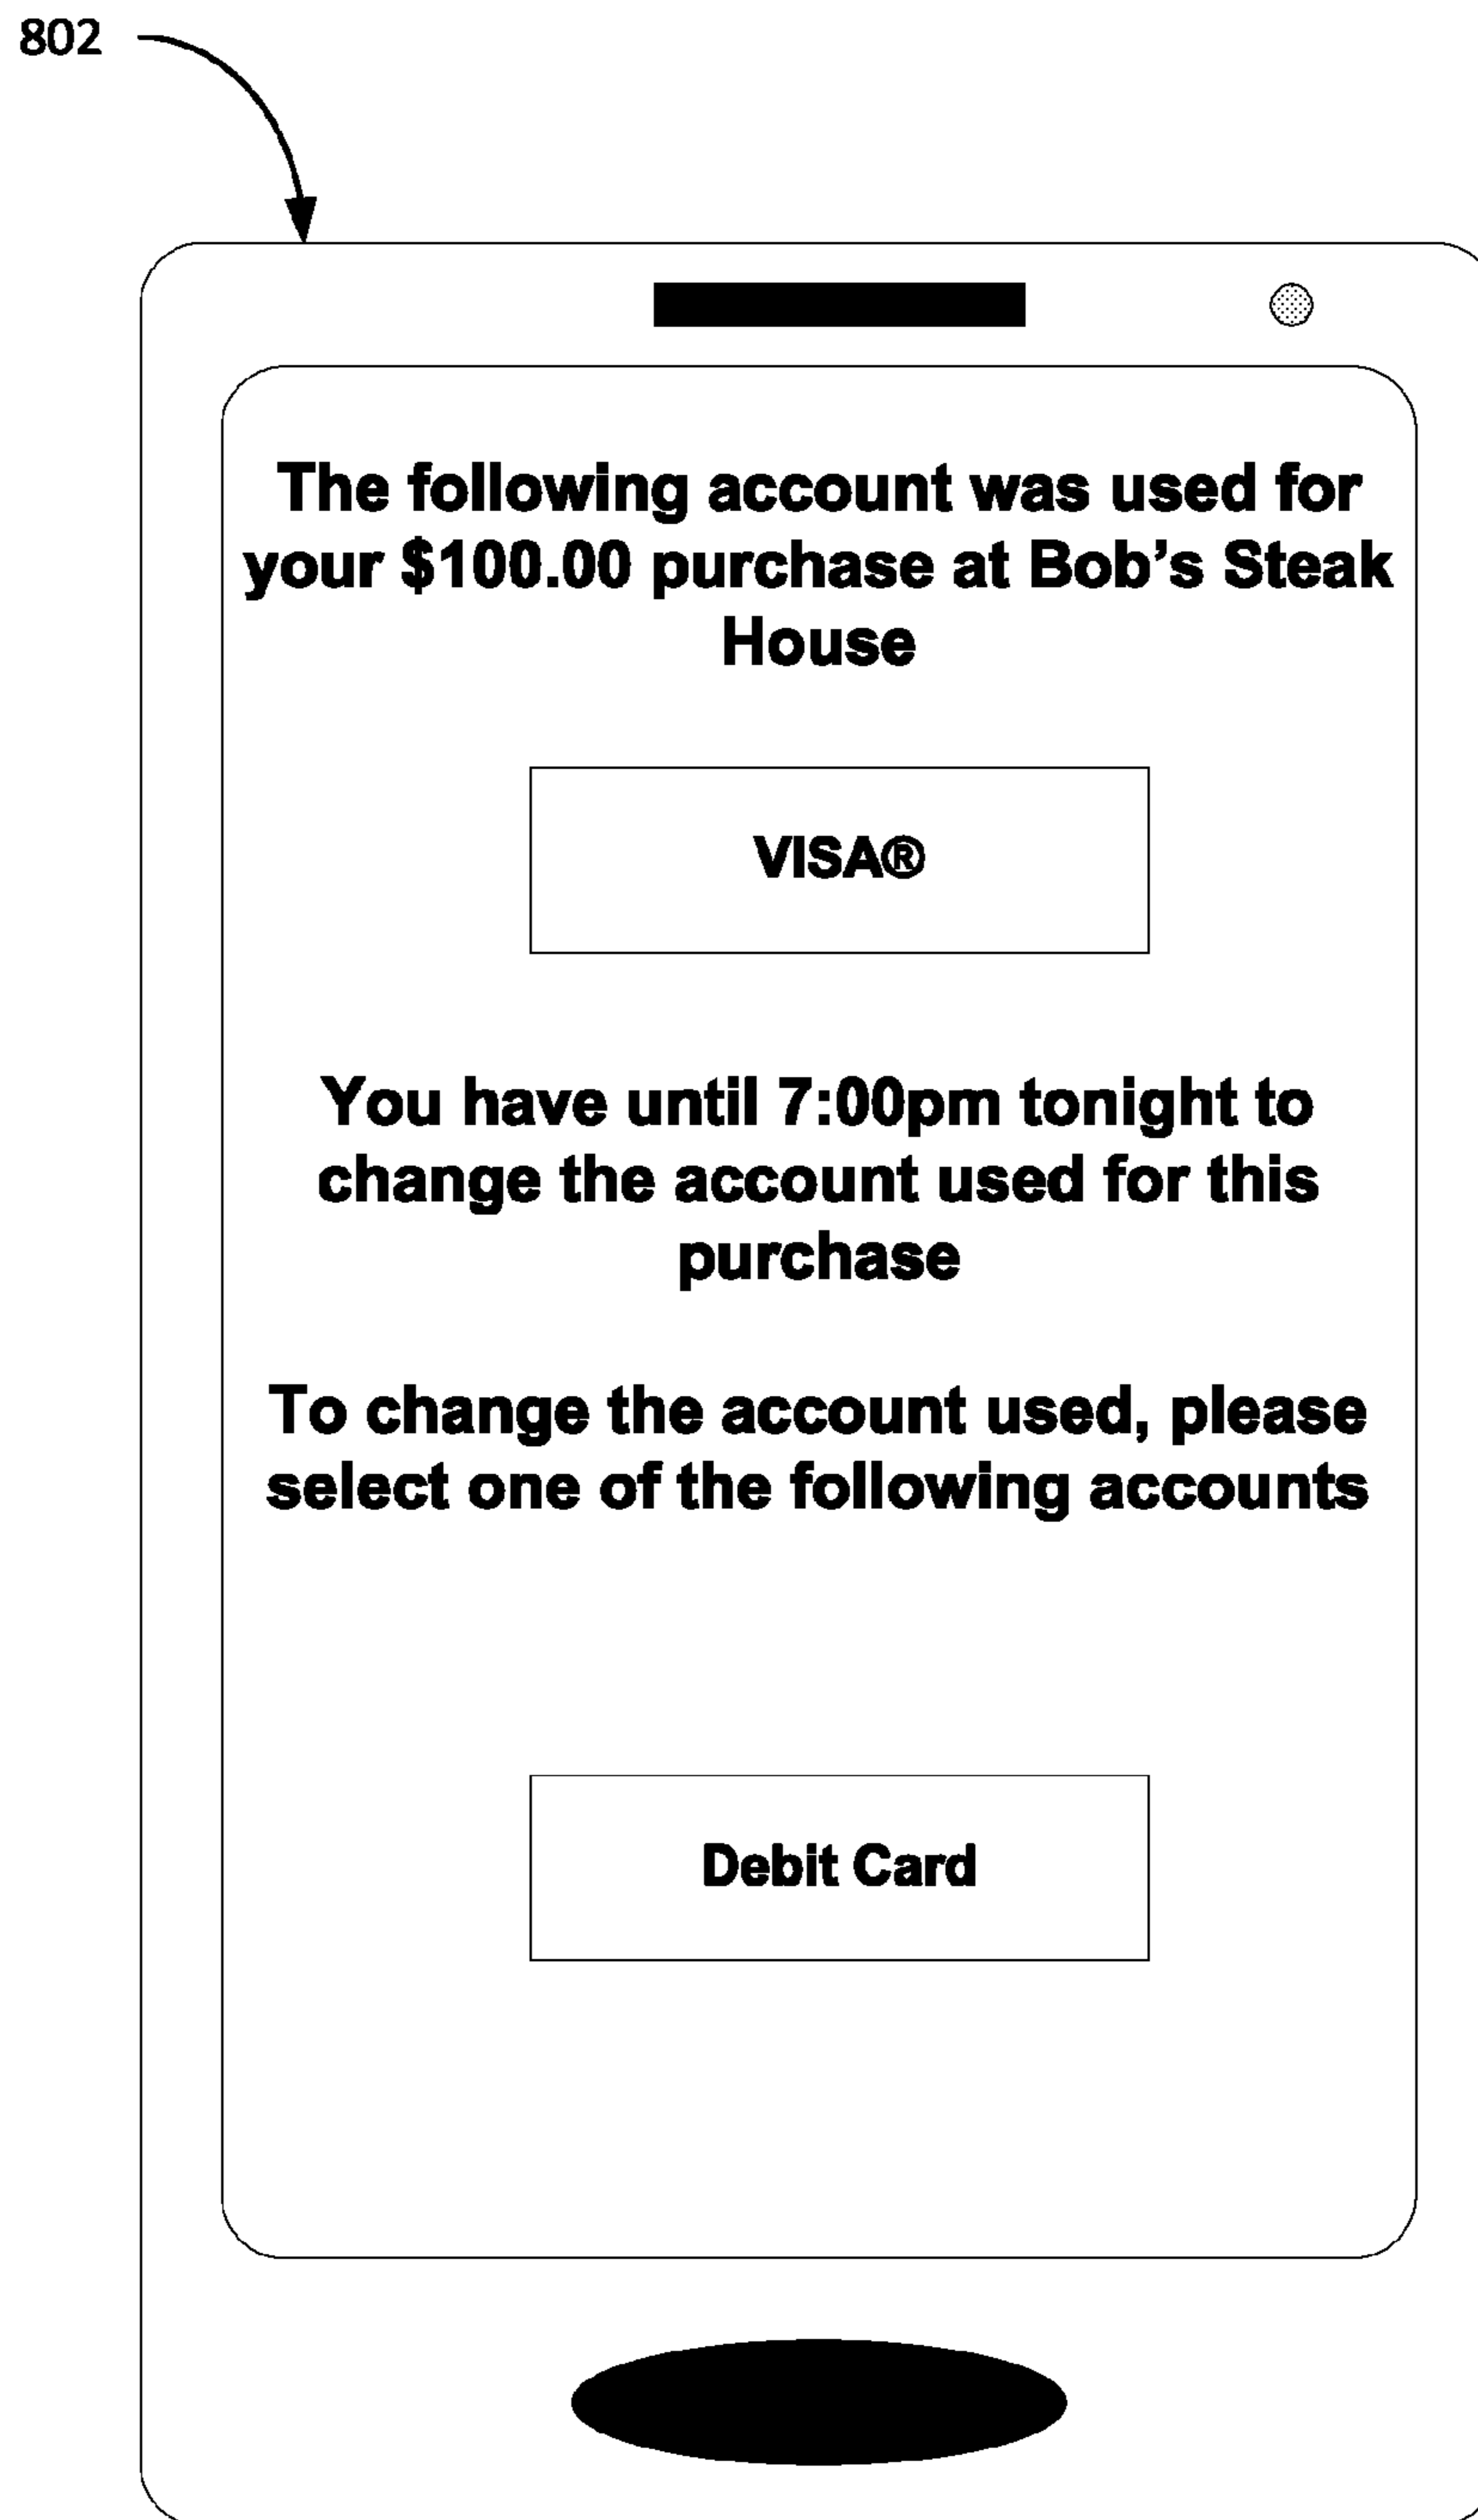 802
The following account was used for
your $100.00 purchase at Bob’s Steak
House
VISA®
You have until 7:00pm tonight to
change the account used for this
purchase
To change the account used, please
select one of the following accounts
Debit Card